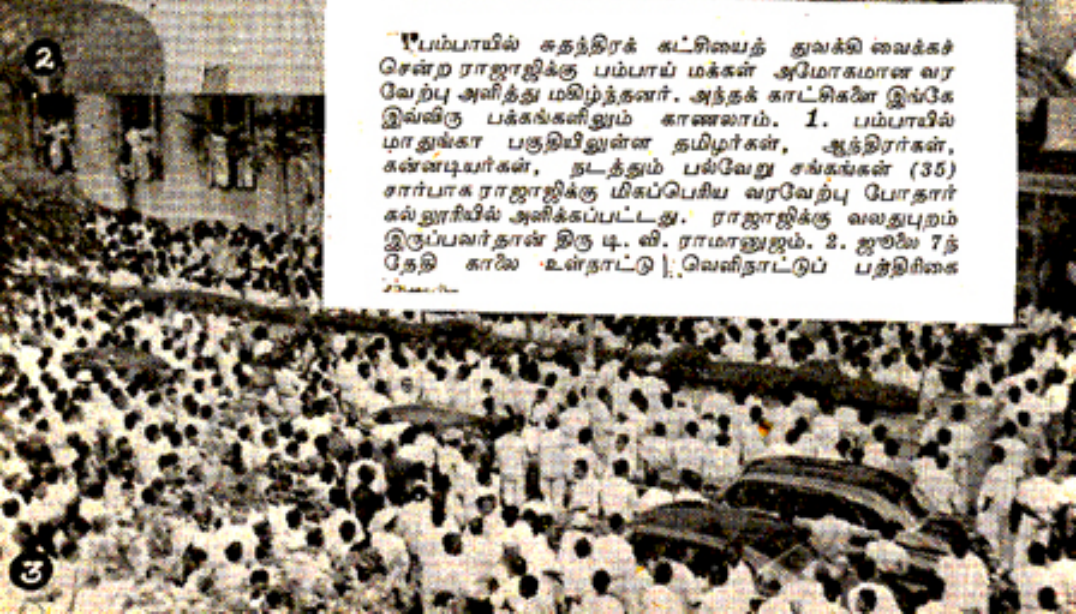 2
பம்பாயில் சுதந்திரக் கட்சியைத் துவக்கி வைக்கச்
சென்ற ராஜாஜிக்கு பம்பாய் மக்கள் அமோகமான வர
வேற்பு அளித்து மகிழ்ந்தனர். அந்தக் காட்சிகளை இங்கே
இவ்விரு பக்கங்களிலும் காணலாம். 1. பம்பாயில்
மாதுங்கா பகுதியிலுள்ள தமிழர்கள், ஆந்திரர்கள்,
கன்னடியர்கள், நடத்தும் பல்வேறு சங்கங்கள் (35)
சார்பாக ராஜாஜிக்கு மிகப்பெரிய வரவேற்பு போதார்
கல்லூரியில் அளிக்கப்பட்டது. ராஜாஜிக்கு வலதுபுறம்
இருப்பவர்தான் திரு டி. வி. ராமானுஜம். 2. ஜூலை 7ந்
தேதி காலை உள்நாட்டு வெளிநாட்டுப் பத்திரிகை
3